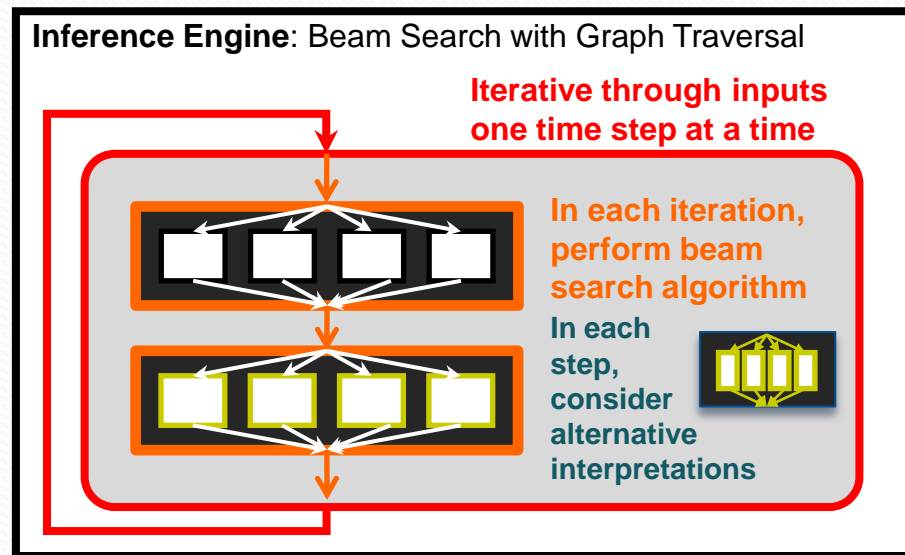 Inference Engine: Beam Search with Graph Traversal
Iterative through inputs
one time step at a time
In each iteration,
perform beam
search algorithm
In each
step,
consider
alternative
interpretations